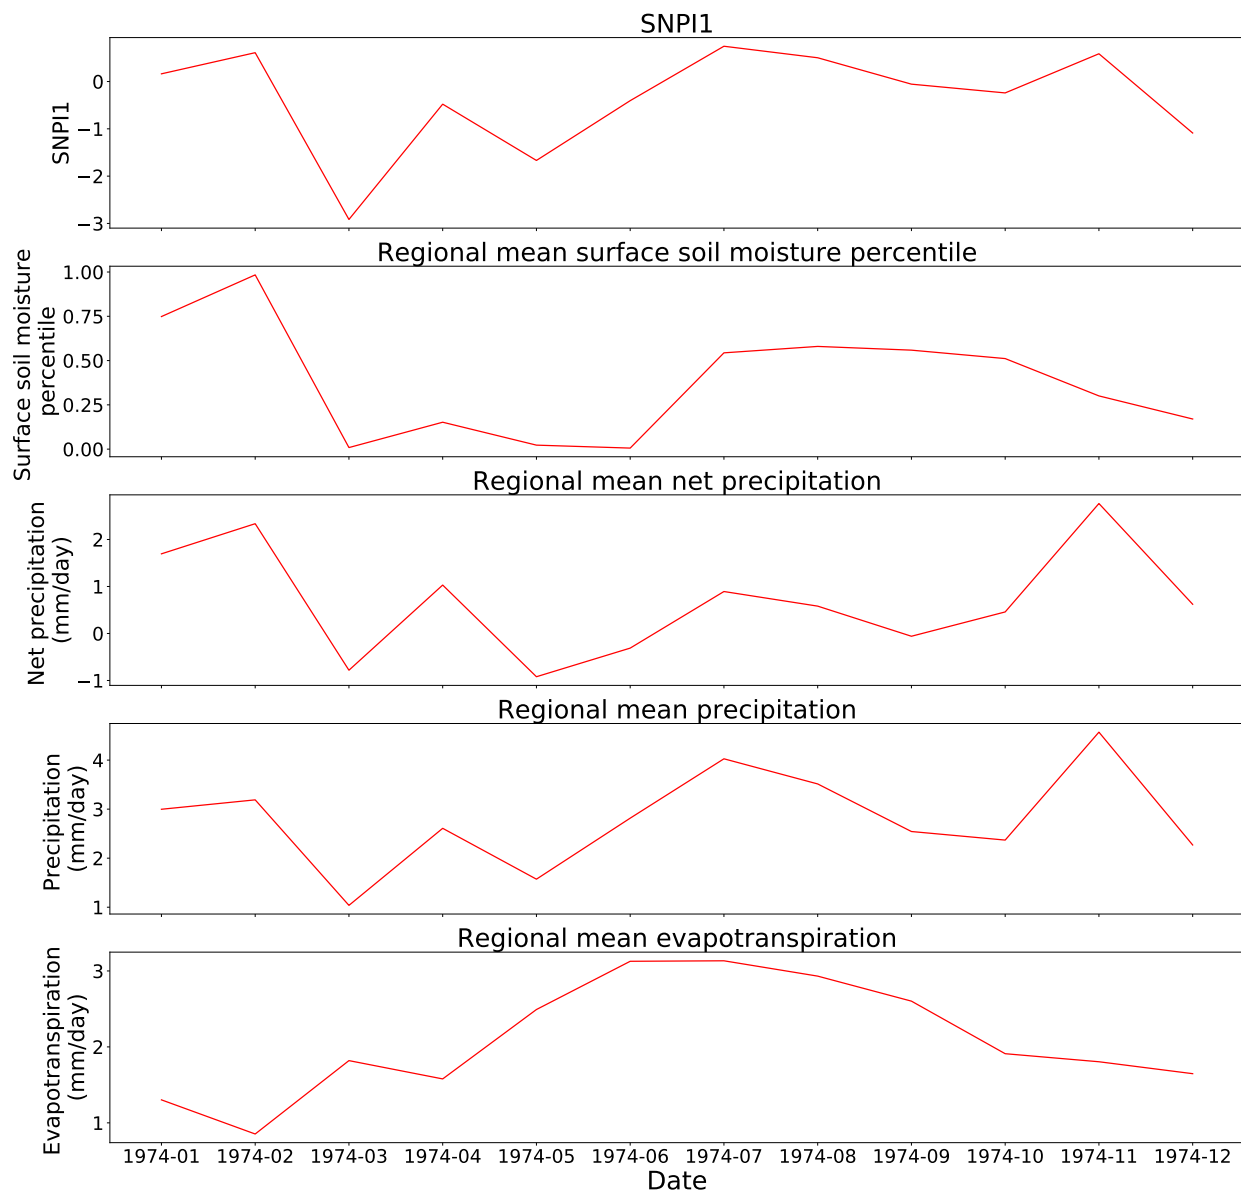 SNPI1
SNPI1
0
−1
−2
−3
Regional mean surface soil moisture percentile
Surface soil moisture
percentile
1.00
0.75
0.50
0.25
0.00
Regional mean net precipitation
Net precipitation
(mm/day)
2
1
0
−1
Regional mean precipitation
Precipitation
(mm/day)
4
3
2
1
Regional mean evapotranspiration
Evapotranspiration
(mm/day)
3
2
1
1974-01 1974-02 1974-03 1974-04 1974-05 1974-06 1974-07 1974-08 1974-09 1974-10 1974-11 1974-12
Date